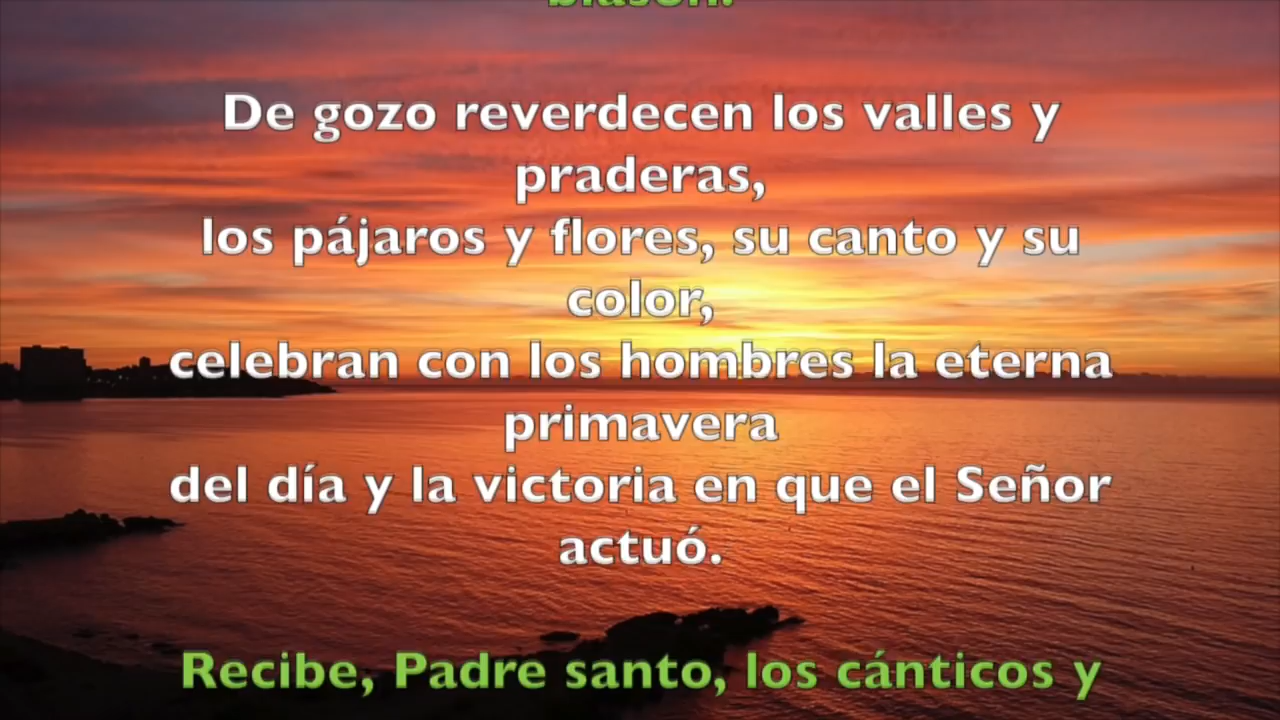 blasón.
De gozo reverdecen los valles y
praderas,
los pájaros y flores, su canto y su
color,
celebran con los hombres la eterna
primavera
del día y la victoria en que el Señor
actuó.
Recibe, Padre santo, los cánticos y